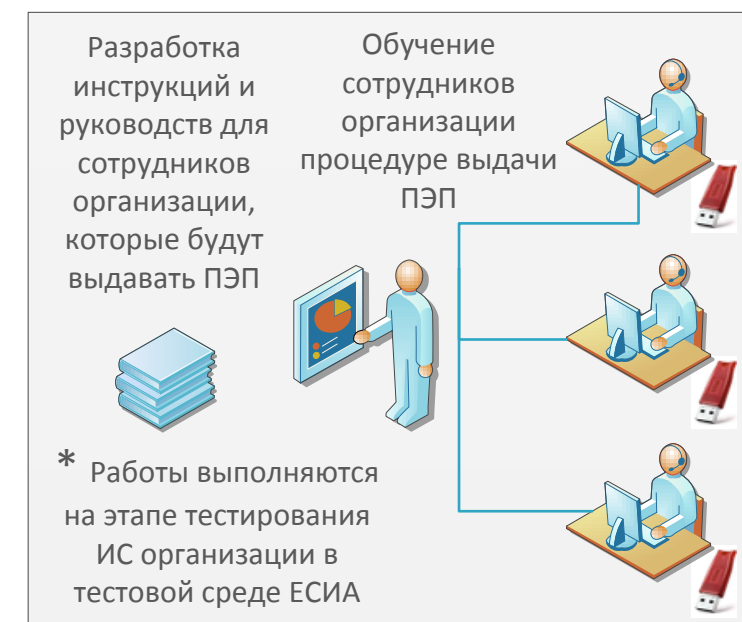 Разработка
инструкций и
руководств для
сотрудников
организации,
которые будут
выдавать ПЭП
Обучение
сотрудников
организации
процедуре выдачи
ПЭП
* Работы выполняются
на этапе тестирования
ИС организации в
тестовой среде ЕСИА